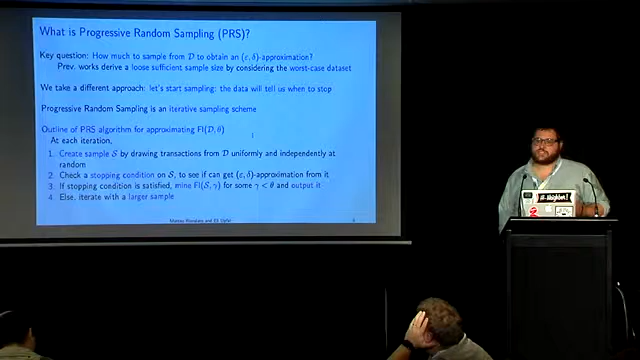 What is Progressive Random Sampling (PRS)?
Key question: How much to sample from D to obtain an (ε, δ)-approximation?
Prev. works derive a loose sufficient sample size by considering the worst-case dataset
We take a different approach: let's start sampling: the data will tell us when to stop
Progressive Random Sampling is an iterative sampling scheme
Outline of PRS algorithm for approximating FI(D, θ)
At each iteration,
1. Create sample S by drawing transactions from D uniformly and independently at
random
2. Check a stopping condition on S, to see if can get (ε, δ)-approximation from it
3. If stopping condition is satisfied, mine FI(S, γ) for some γ < θ and output it
4. Else, iterate with a larger sample
Matteo Riondato and Eli Upfal